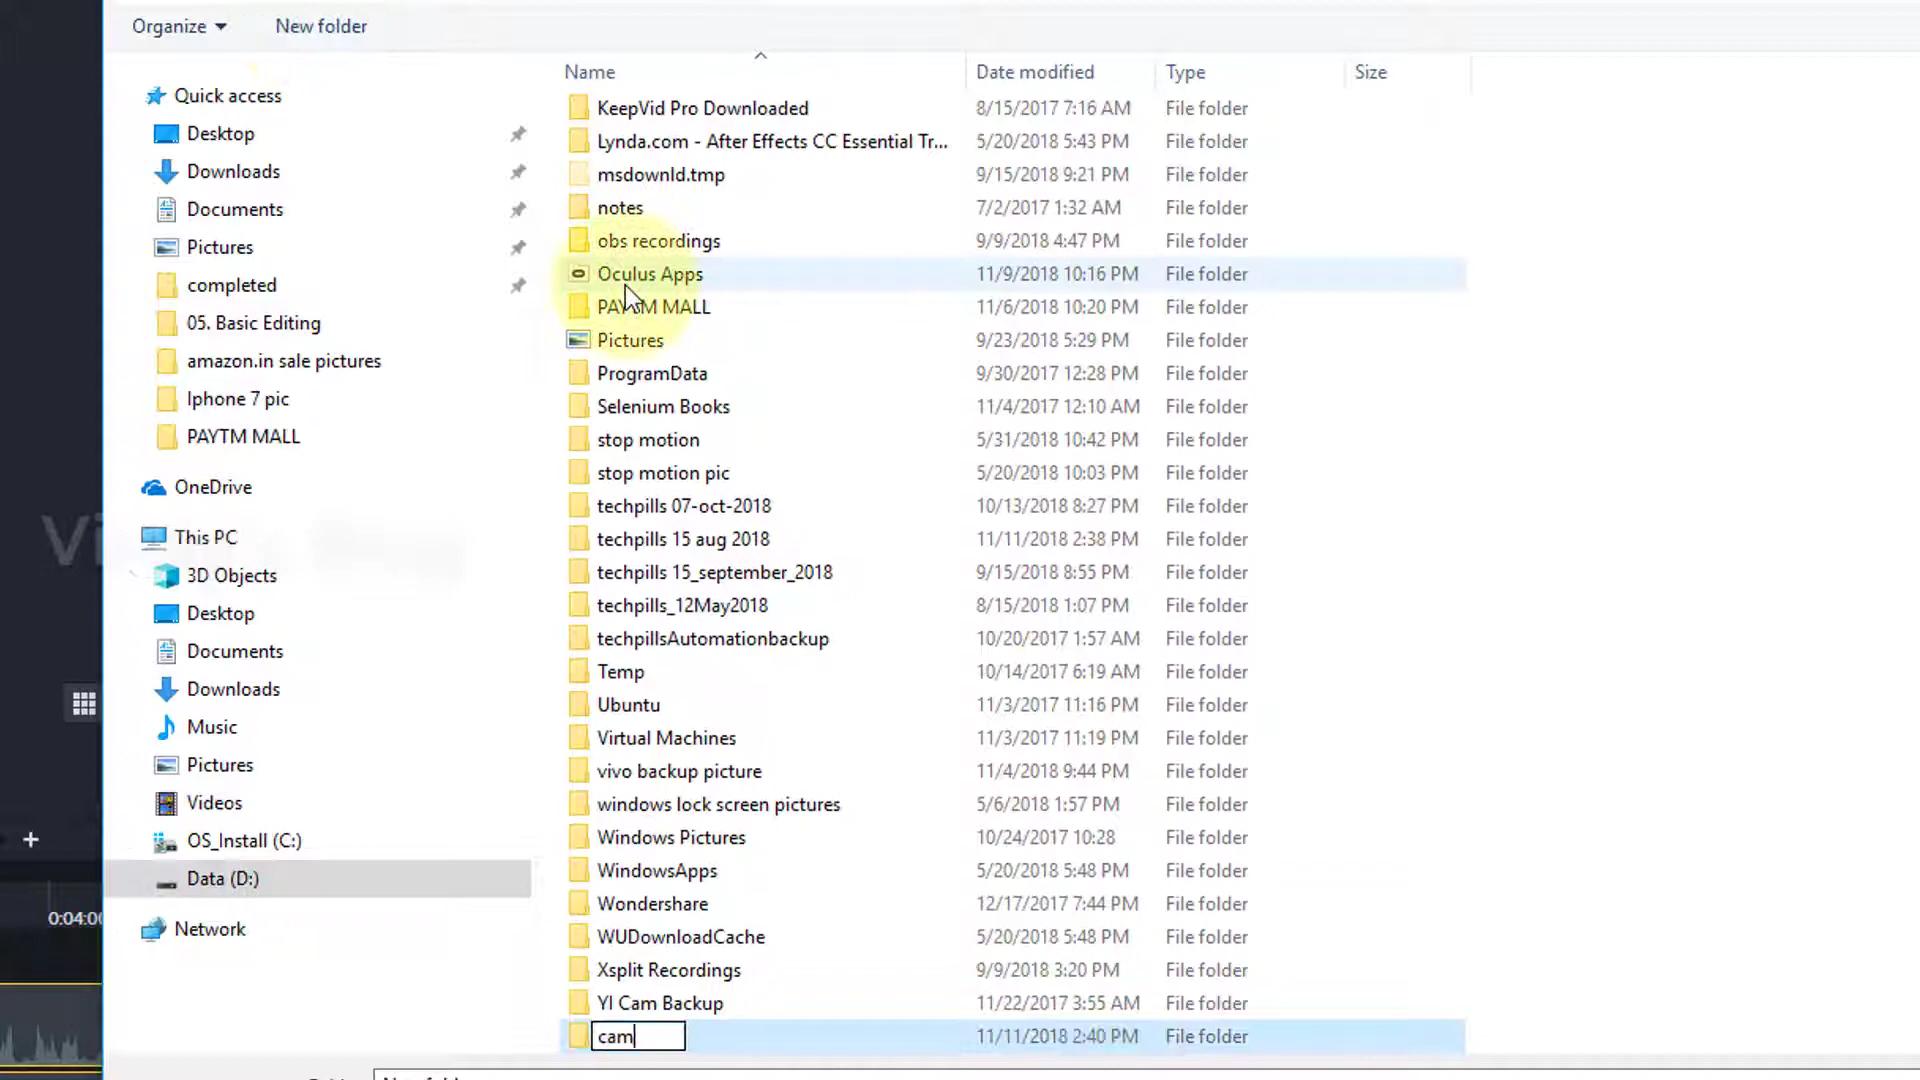 Organize New folder
Name Date modified Type Size
Quick access
Desktop
Downloads
Documents
Pictures
completed
05. Basic Editing
amazon.in sale pictures
Iphone 7 pic
PAYTM MALL
OneDrive
This PC
3D Objects
Desktop
Documents
Downloads
Music
Pictures
Videos
OS_Install (C:)
Data (D:)
Network
KeepVid Pro Downloaded 8/15/2017 7:16 AM File folder
Lynda.com - After Effects CC Essential Tr... 5/20/2018 5:43 PM File folder
msdownld.tmp 9/15/2018 9:21 PM File folder
notes 7/2/2017 1:32 AM File folder
obs recordings 9/9/2018 4:47 PM File folder
Oculus Apps 11/9/2018 10:16 PM File folder
PAYTM MALL 11/6/2018 10:20 PM File folder
Pictures 9/23/2018 5:29 PM File folder
ProgramData 9/30/2017 12:28 PM File folder
Selenium Books 11/4/2017 12:10 AM File folder
stop motion 5/31/2018 10:42 PM File folder
stop motion pic 5/20/2018 10:03 PM File folder
techpills 07-oct-2018 10/13/2018 8:27 PM File folder
techpills 15 aug 2018 11/11/2018 2:38 PM File folder
techpills 15_september_2018 9/15/2018 8:55 PM File folder
techpills_12May2018 8/15/2018 1:07 PM File folder
techpillsAutomationbackup 10/20/2017 1:57 AM File folder
Temp 10/14/2017 6:19 AM File folder
Ubuntu 11/3/2017 11:16 PM File folder
Virtual Machines 11/3/2017 11:19 PM File folder
vivo backup picture 11/4/2018 9:44 PM File folder
windows lock screen pictures 5/6/2018 1:57 PM File folder
Windows Pictures 10/24/2017 10:28 File folder
WindowsApps 5/20/2018 5:48 PM File folder
Wondershare 12/17/2017 7:44 PM File folder
WUDownloadCache 5/20/2018 5:48 PM File folder
Xsplit Recordings 9/9/2018 3:20 PM File folder
YI Cam Backup 11/22/2017 3:55 AM File folder
cam 11/11/2018 2:40 PM File folder